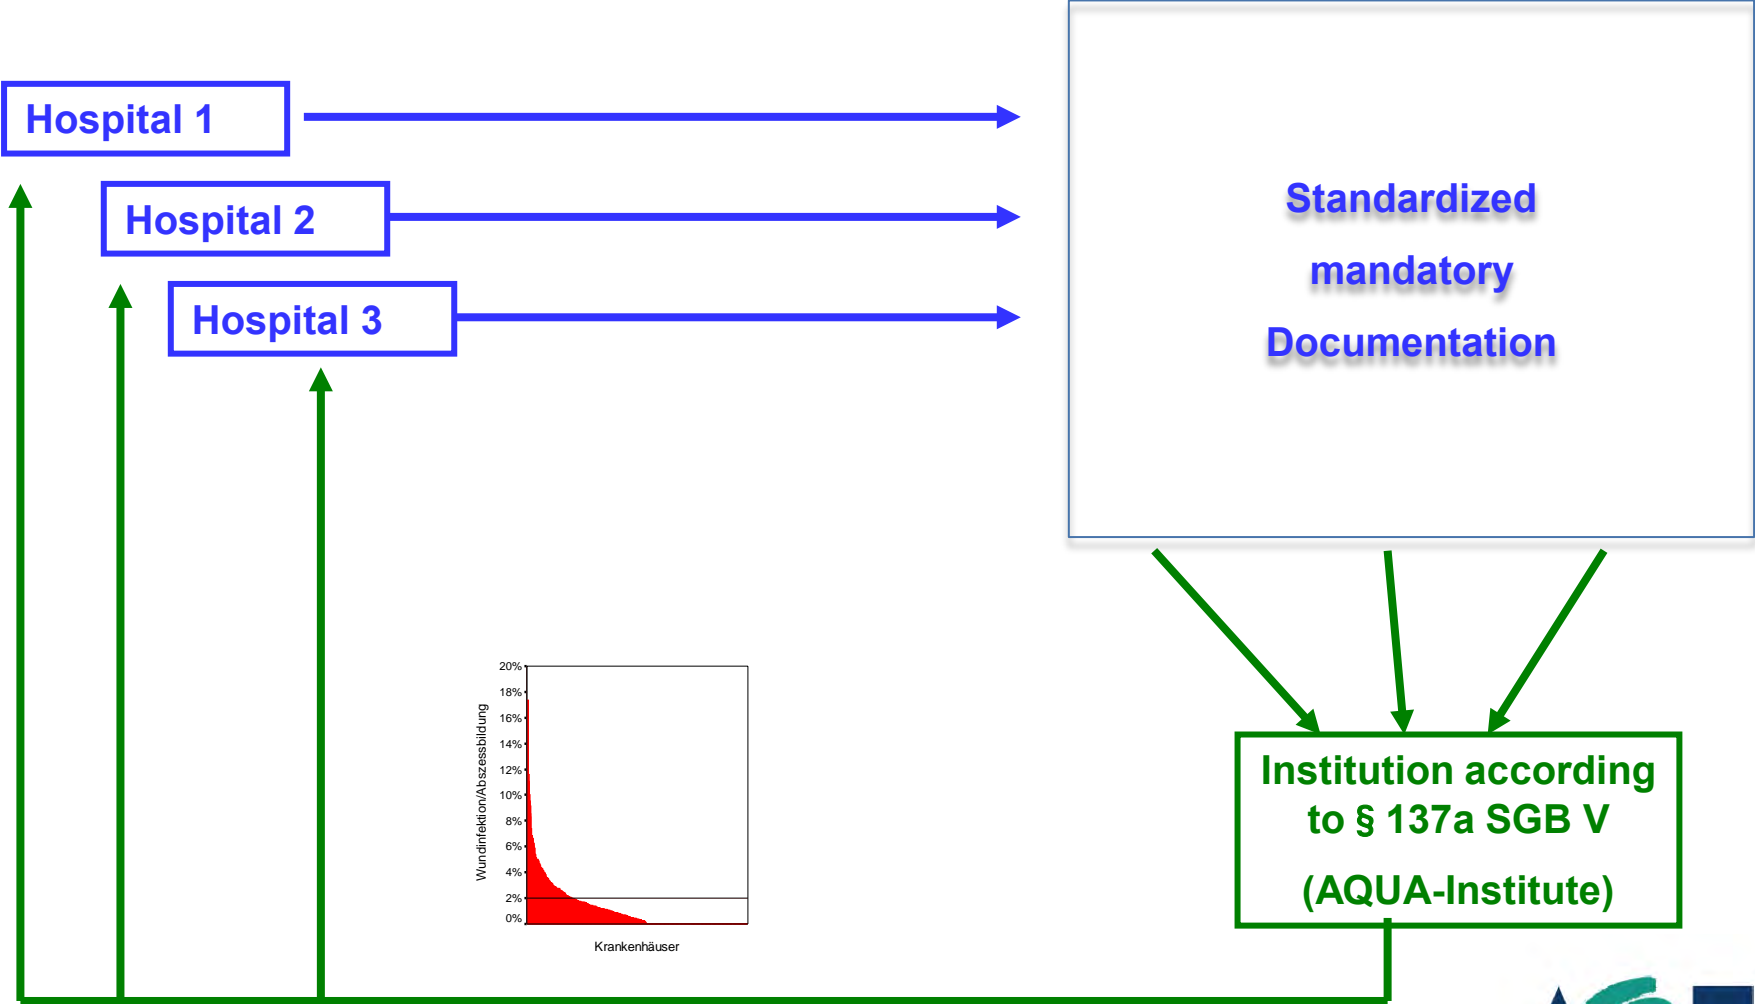 Hospital 1
Hospital 2
Hospital 3
Standardized
mandatory
Documentation
20%
18%
16%
14%
12%
10%
8%
6%
4%
2%
0%
Wundinfektion/Abszessbildung
Krankenhäuser
Institution according
to § 137a SGB V
(AQUA-Institute)